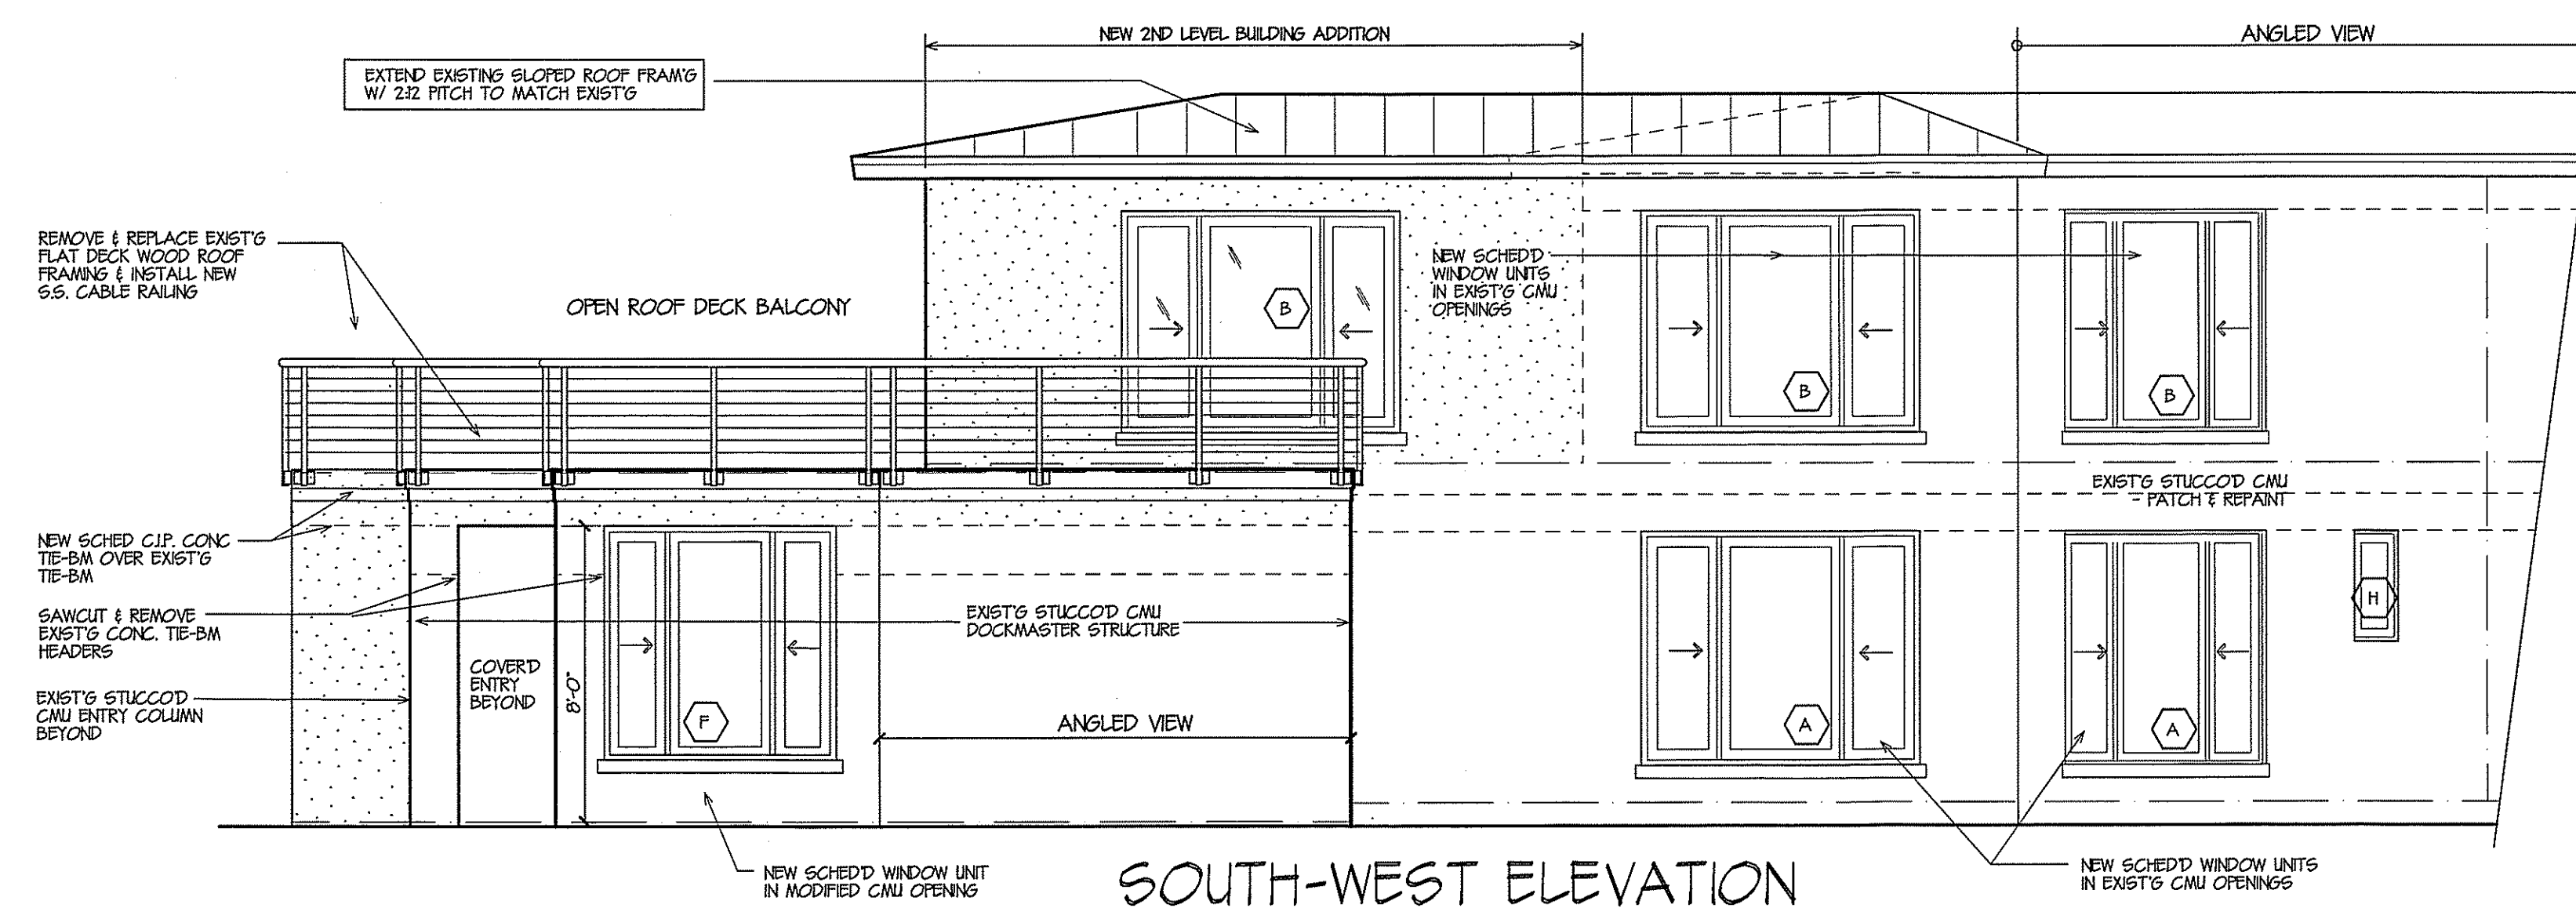 NEW 2ND LEVEL BUILDING ADDITION
ANGLED VIEW
EXTEND EXISTING SLOPED ROOF FRAM'G
W/ 2:12 PITCH TO MATCH EXIST'G
REMOVE & REPLACE EXIST'G
FLAT DECK WOOD ROOF
FRAMING & INSTALL NEW
S.S. CABLE RAILING
OPEN ROOF DECK BALCONY
NEW SCHED'D
WINDOW UNITS
IN EXIST'G CMU
OPENINGS
B
B
B
EXIST'G STUCCO'D CMU
- PATCH & REPAINT
NEW SCHED C.I.P. CONC
TIE-BM OVER EXIST'G
TIE-BM
SAWCUT & REMOVE
EXIST'G CONC. TIE-BM
HEADERS
EXIST'G STUCCO'D
CMU ENTRY COLUMN
BEYOND
COVER'D
ENTRY
BEYOND
8'-0"
F
EXIST'G STUCCO'D CMU
DOCKMASTER STRUCTURE
ANGLED VIEW
A
A
H
NEW SCHED'D WINDOW UNIT
IN MODIFIED CMU OPENING
SOUTH-WEST ELEVATION
NEW SCHED'D WINDOW UNITS
IN EXIST'G CMU OPENINGS